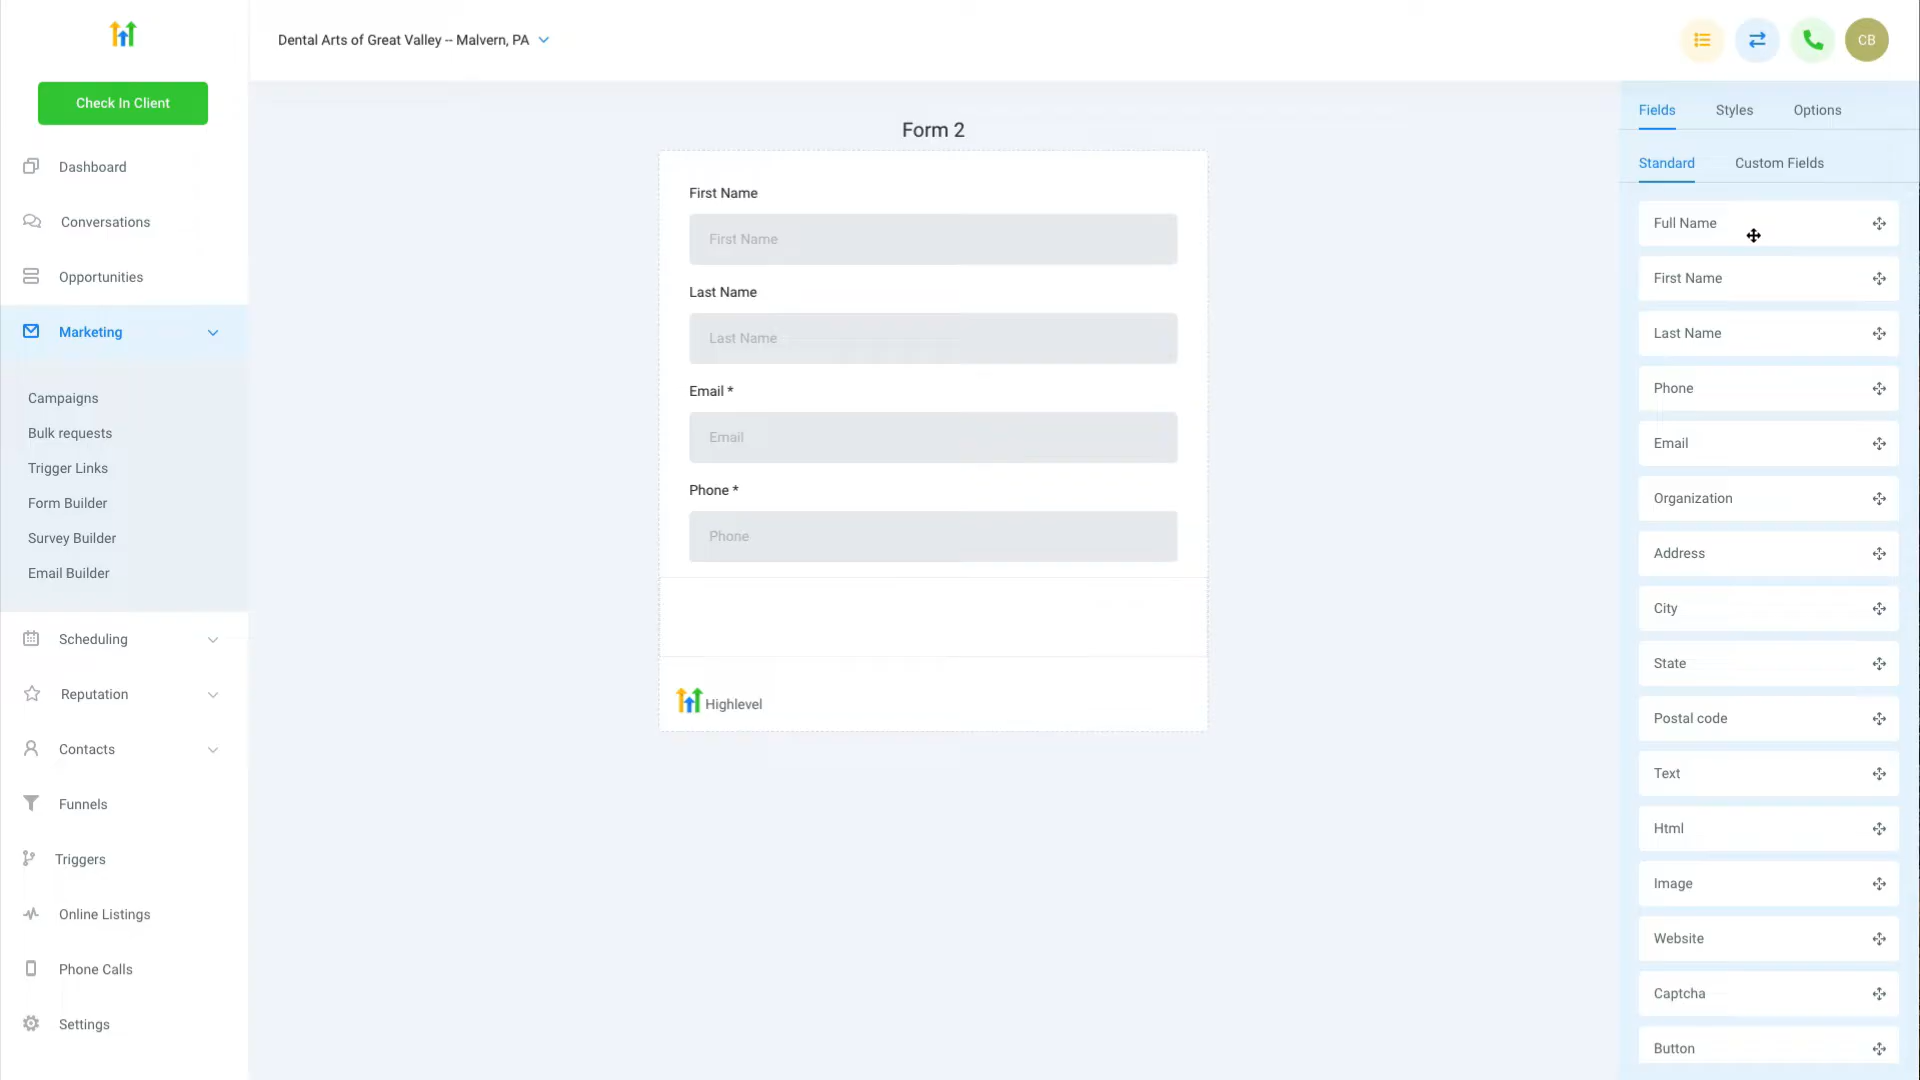 Dental Arts of Great Valley -- Malvern, PA
CB
Check In Client
Dashboard
Conversations
Opportunities
Marketing
Campaigns
Bulk requests
Trigger Links
Form Builder
Survey Builder
Email Builder
Scheduling
Reputation
Contacts
Funnels
Triggers
Online Listings
Phone Calls
Settings
Form 2
First Name
First Name
Last Name
Last Name
Email *
Email
Phone *
Phone
Highlevel
Fields Styles Options
Standard Custom Fields
Full Name
First Name
Last Name
Phone
Email
Organization
Address
City
State
Postal code
Text
Html
Image
Website
Captcha
Button